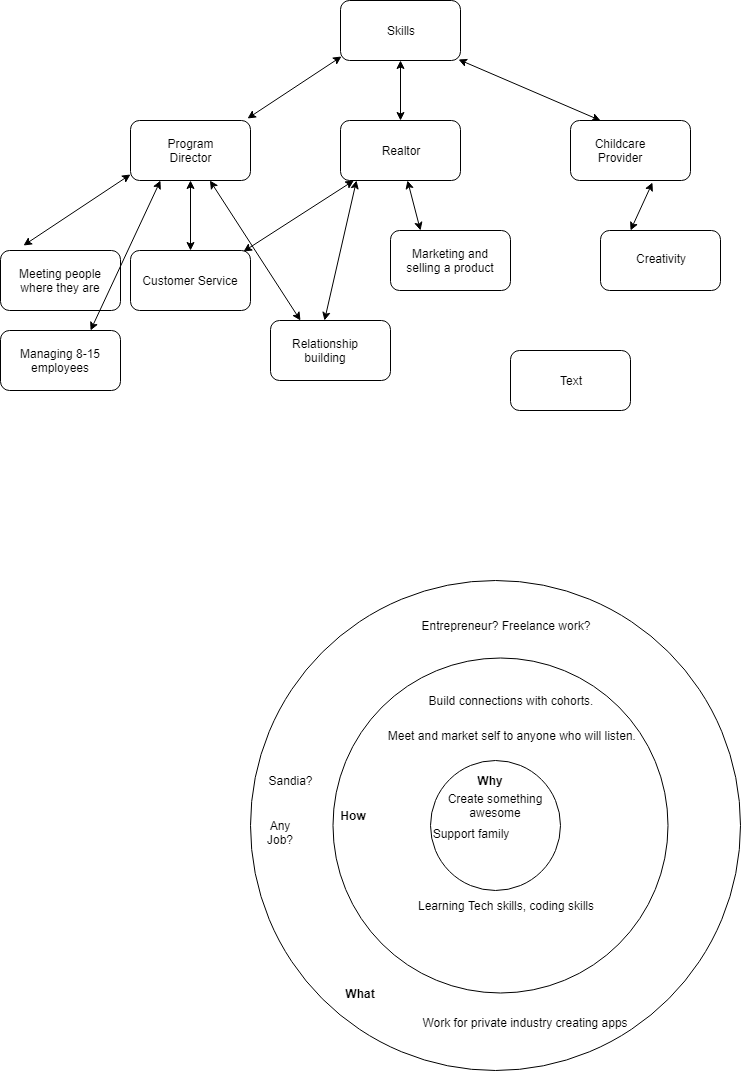 Skills
Program
Director
Realtor
Childcare
Provider
Meeting people
where they are
Customer Service
Marketing and
selling a product
Creativity
Managing 8-15
employees
Relationship
building
Text
Entrepreneur? Freelance work?
Build connections with cohorts.
Meet and market self to anyone who will listen.
Sandia?
Why
Create something
awesome
How
Any
Job?
Support family
Learning Tech skills, coding skills
What
Work for private industry creating apps